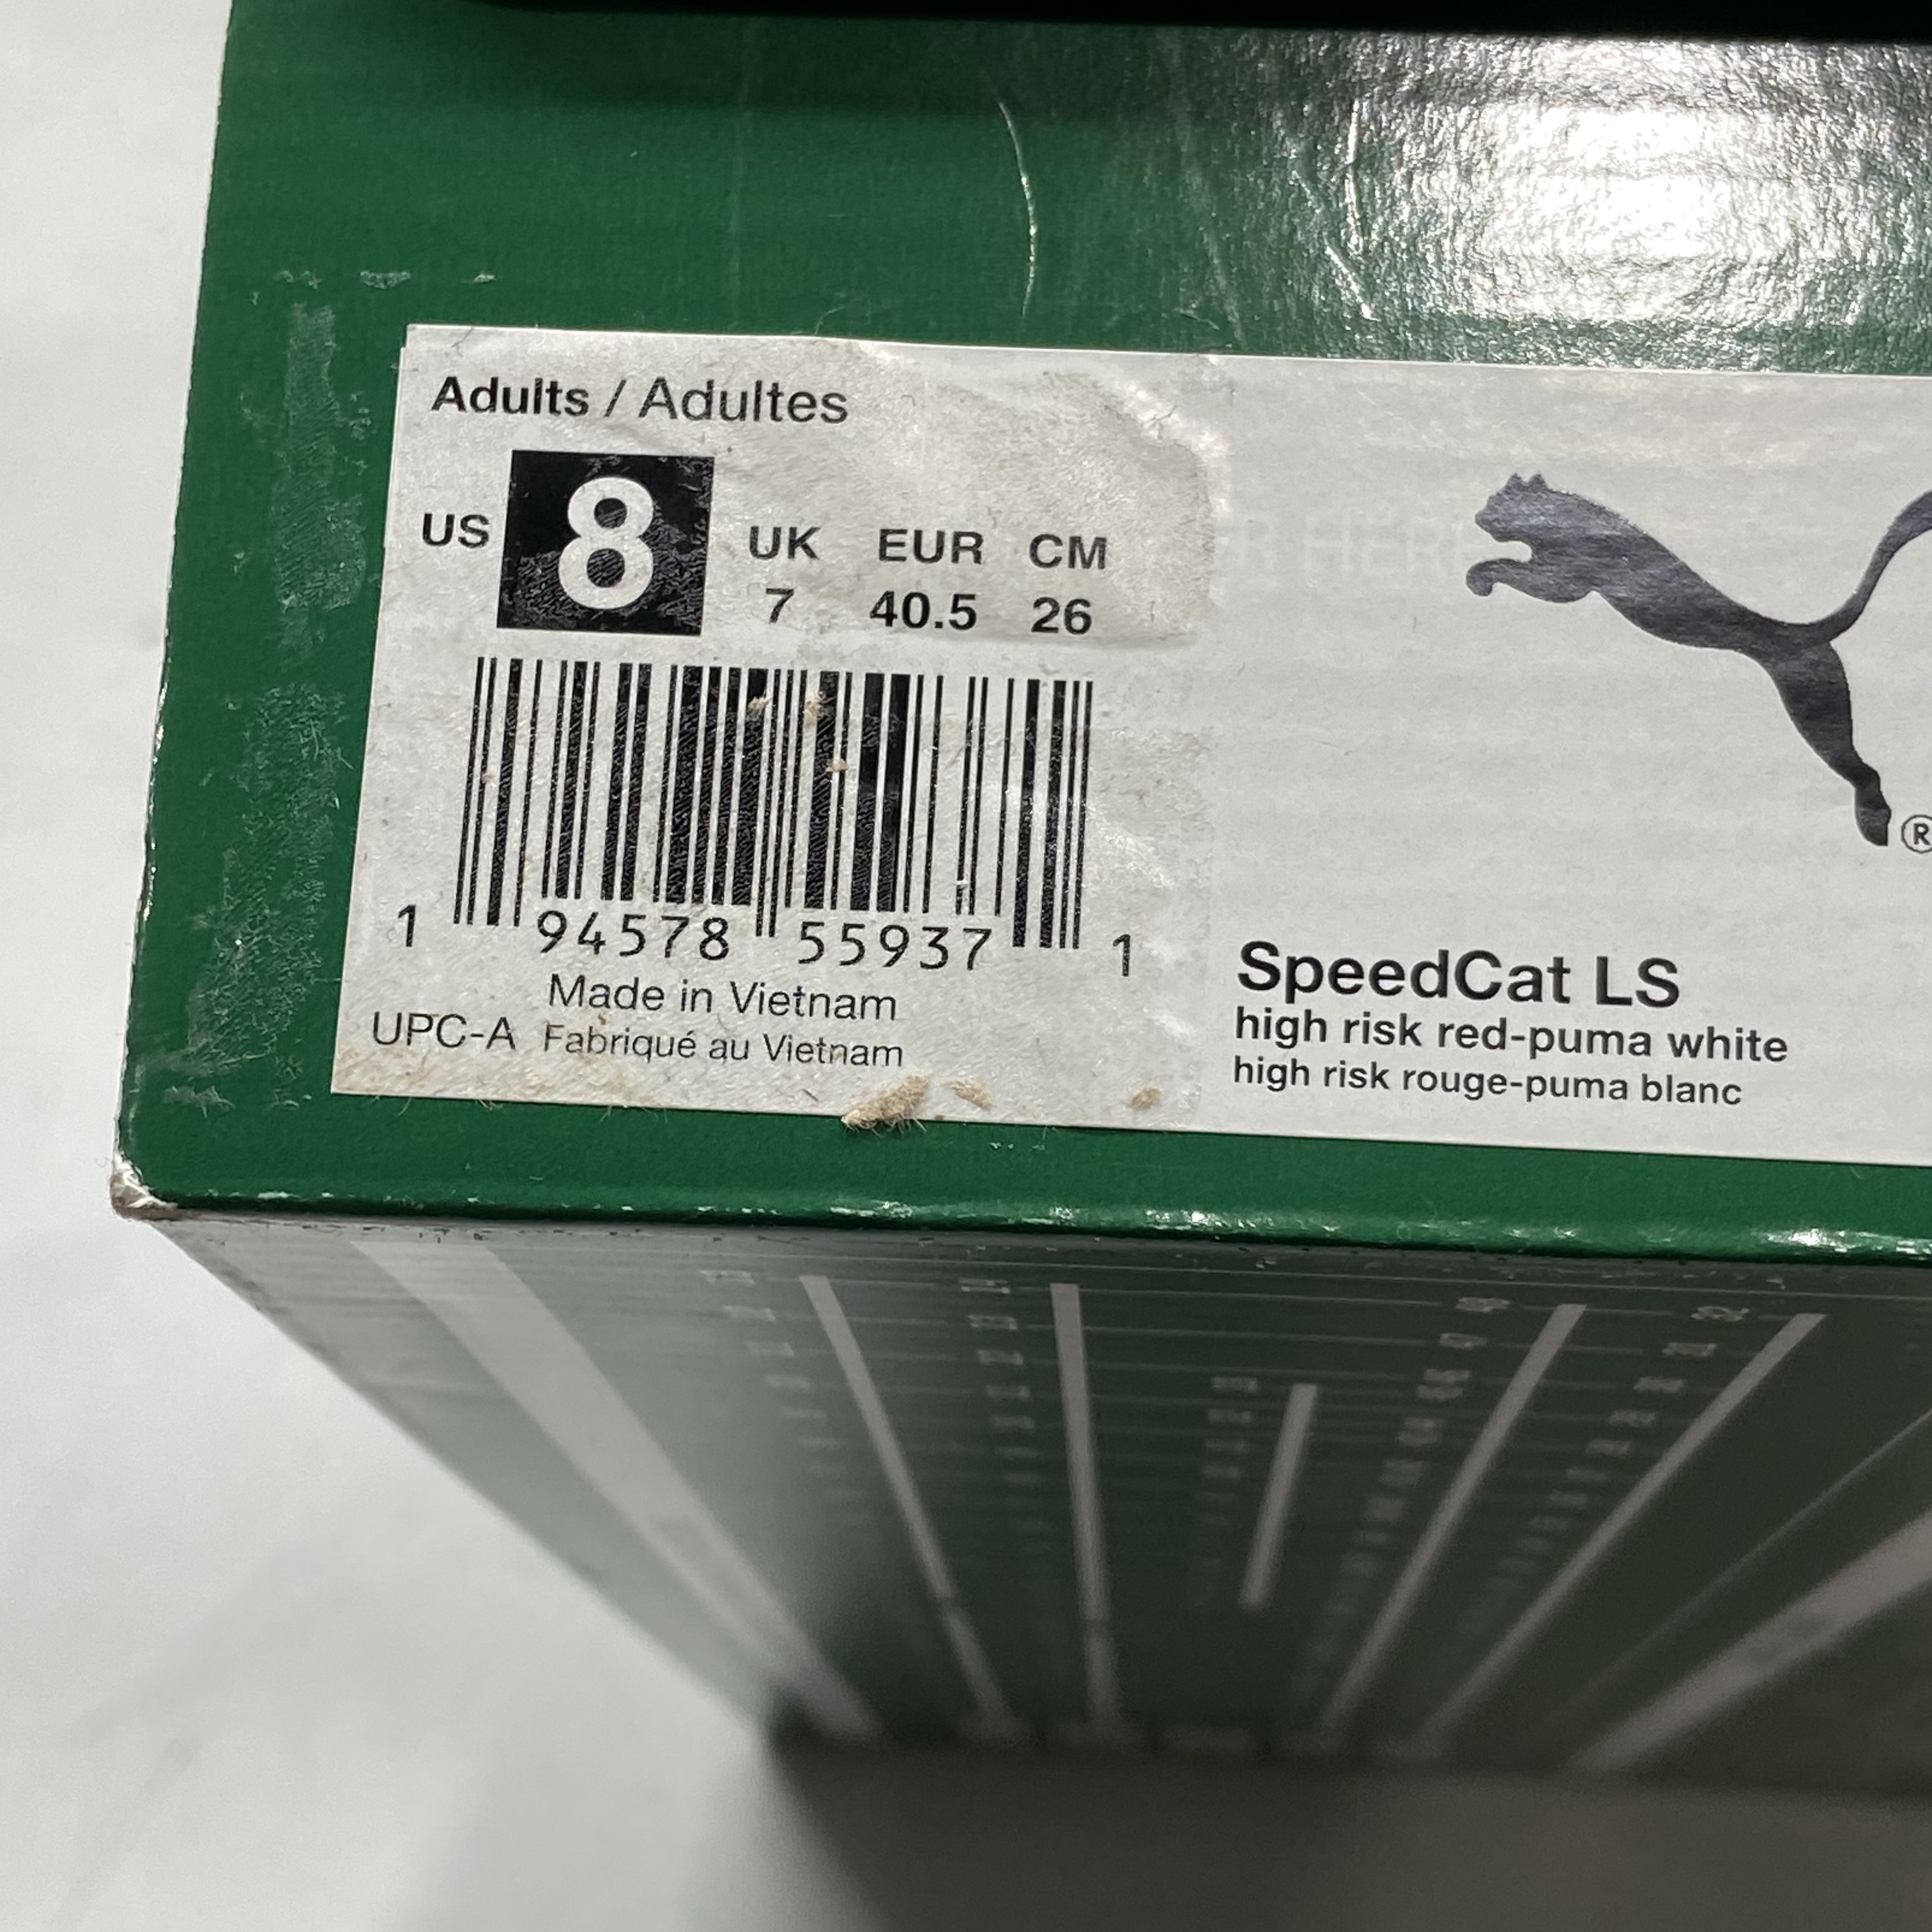 Adults / Adultes
US 8 UK EUR CM
7 40.5 26
1 94578 55937 1
Made in Vietnam
UPC-A Fabriqué au Vietnam
®
SpeedCat LS
high risk red-puma white
high risk rouge-puma blanc